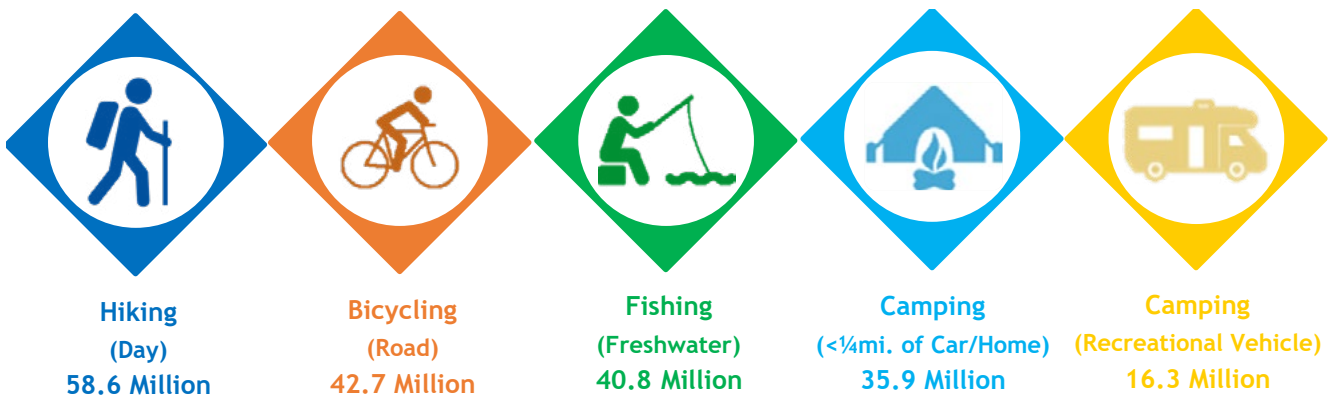 Hiking
(Day)
58.6 Million
Bicycling
(Road)
42.7 Million
Fishing
(Freshwater)
40.8 Million
Camping
(<¼mi. of Car/Home)
35.9 Million
Camping
(Recreational Vehicle)
16.3 Million